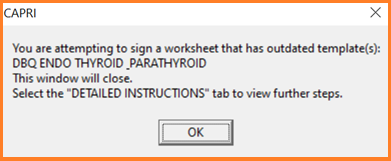 CAPRI
You are attempting to sign a worksheet that has outdated template(s):
DBQ ENDO THYROID _PARATHYROID
This window will close.
Select the "DETAILED INSTRUCTIONS" tab to view further steps.
OK